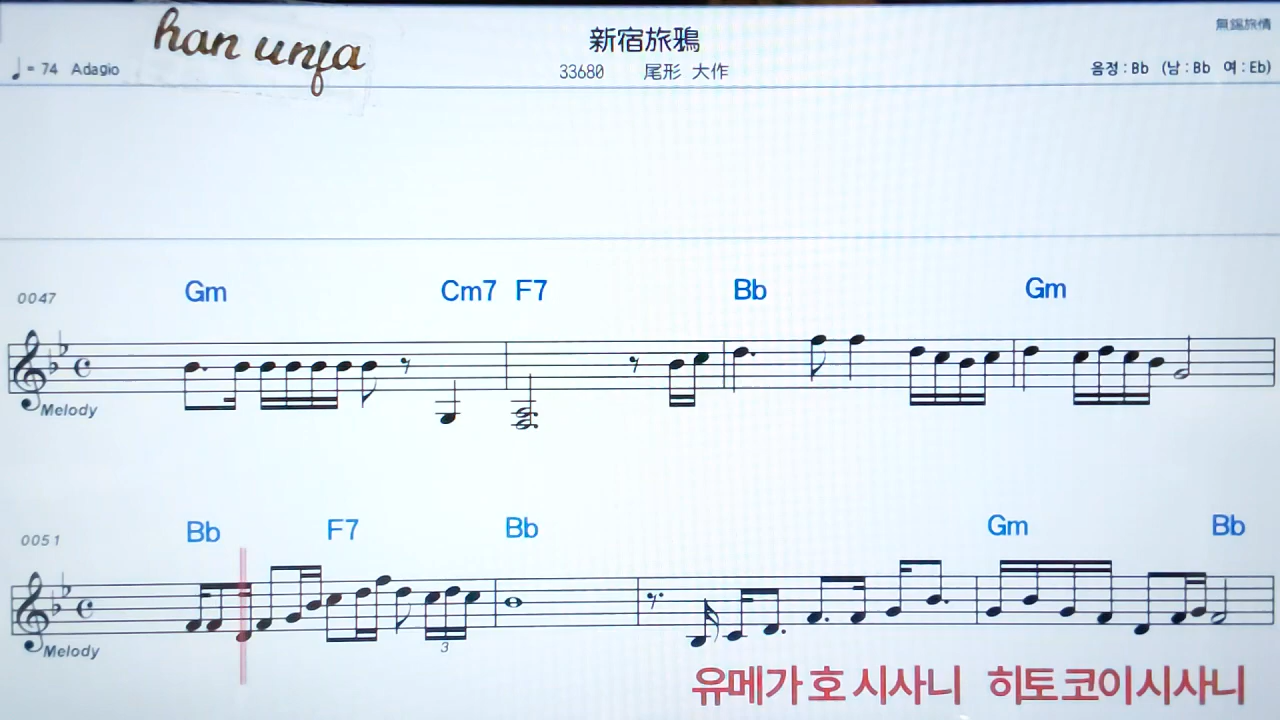 han unfa
新宿旅鴉
無錫旅情
♩= 74 Adagio
33680 尾形 大作
음정 : Bb (남 : Bb 여 : Eb)
0047 Gm Cm7 F7 Bb Gm
Melody
0051 Bb F7 Bb Gm Bb
Melody
3
유메가 호 시사니 히토 코이 시사니